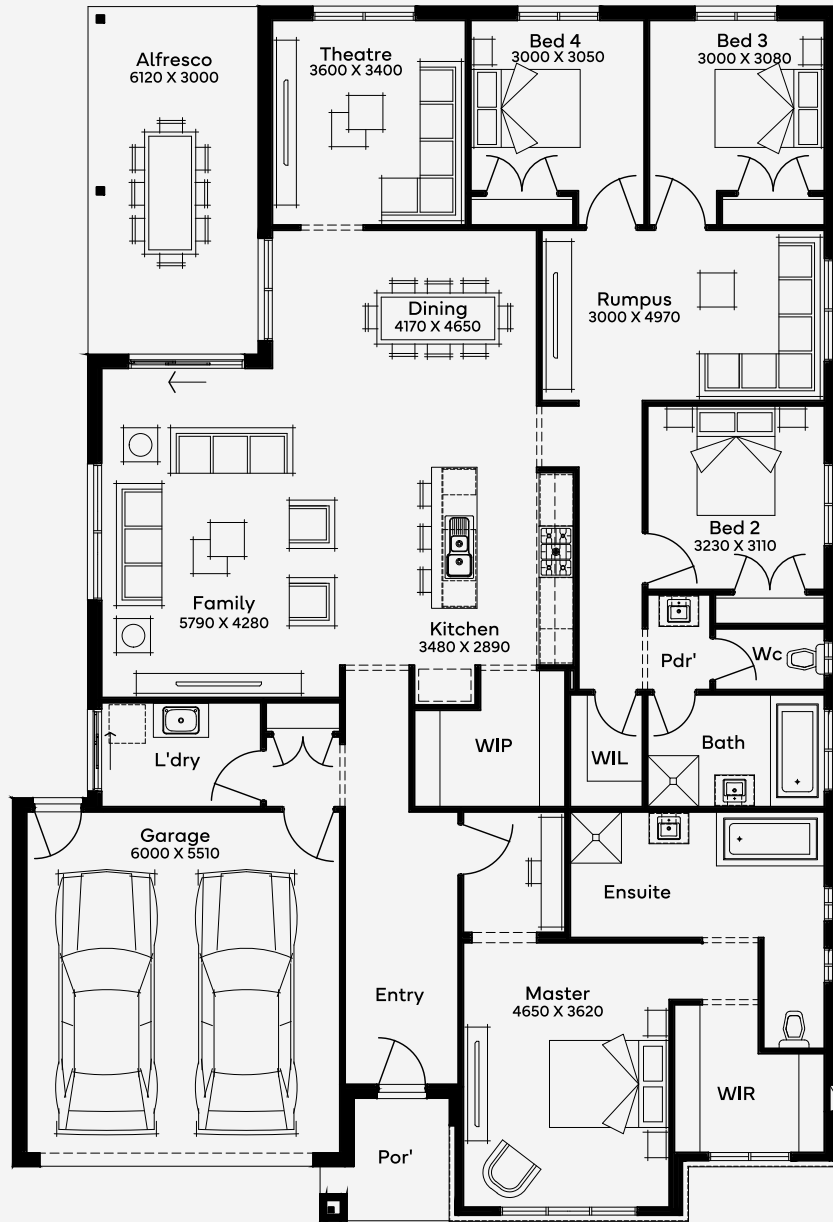 Alfresco
6120 X 3000
Theatre
3600 X 3400
Bed 4
3000 X 3050
Bed 3
3000 X 3080
Dining
4170 X 4650
Rumpus
3000 X 4970
Bed 2
3230 X 3110
Family
5790 X 4280
Kitchen
3480 X 2890
Pdr'
Wc
L'dry
WIP
WIL
Bath
Garage
6000 X 5510
Ensuite
Entry
Master
4650 X 3620
WIR
Por'